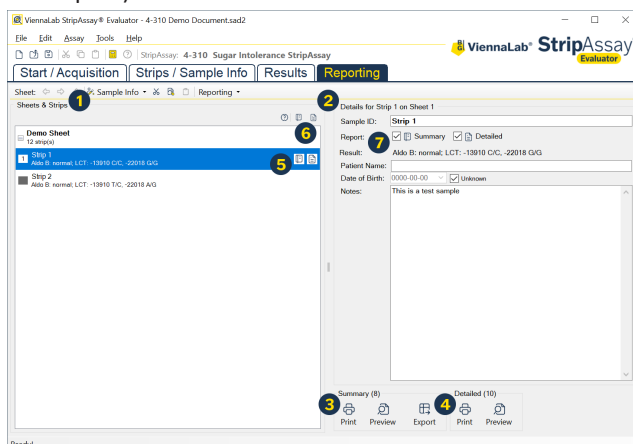 ViennaLab StripAssay® Evaluator - 4-310 Demo Document.sad2
File Edit Assay Tools Help
StripAssay: 4-310 Sugar Intolerance StripAssay
ViennaLab® StripAssay®
Evaluator
Start / Acquisition Strips / Sample Info Results Reporting
Sheet: Sample Info Reporting
1
Sheets & Strips
2 Details for Strip 1 on Sheet 1
Sample ID: Strip 1
6
Demo Sheet
12 strip(s)
Report: 7 Summary Detailed
1 Strip 1
Aldo B: normal; LCT: -13910 C/C, -22018 G/G
5
Result: Aldo B: normal; LCT: -13910 C/C, -22018 G/G
Patient Name:
Strip 2
Aldo B: normal; LCT: -13910 T/C, -22018 A/G
Date of Birth: 0000-00-00 Unknown
Notes: This is a test sample
Summary (8) Detailed (10)
3 4
Print Preview Export Print Preview